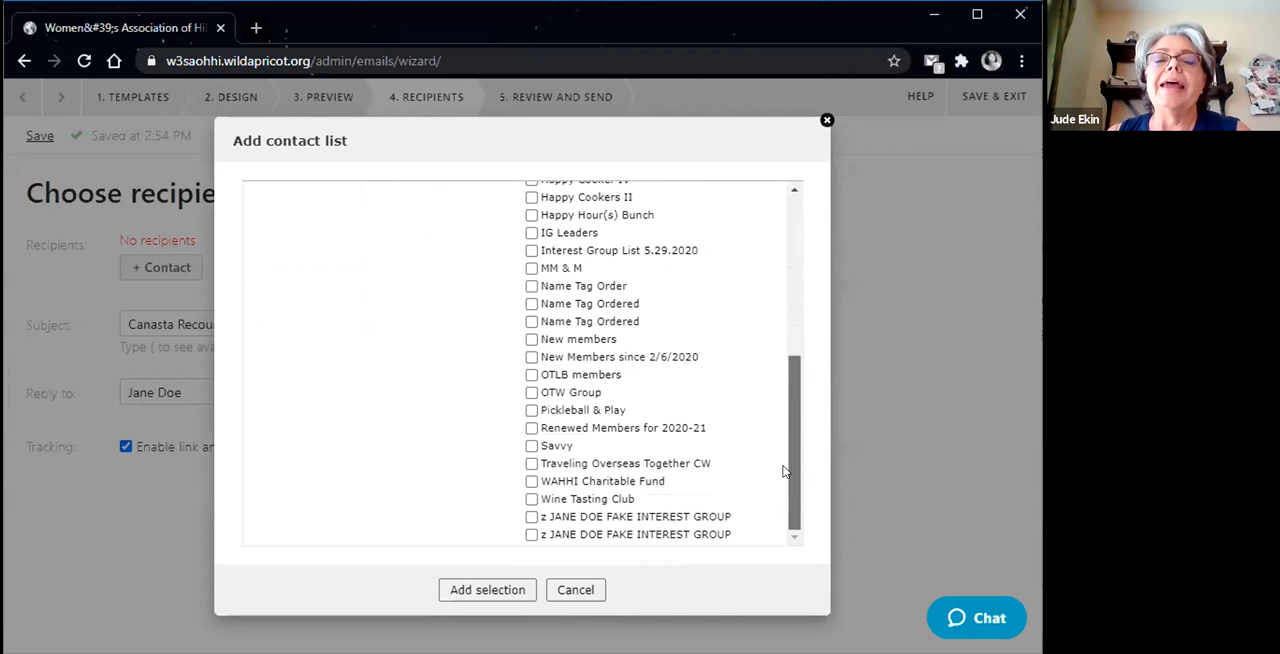 Women&#39;s Association of Hi
w3saohhi.wildapricot.org/admin/emails/wizard/
1. TEMPLATES
2. DESIGN
3. PREVIEW
4. RECIPIENTS
5. REVIEW AND SEND
HELP
SAVE & EXIT
Save
Saved at 2:54 PM
Jude Ekin
Add contact list
Choose recipie
Recipients:
No recipients
+ Contact
Subject:
Canasta Recou
Type { to see ava
Reply to:
Jane Doe
Tracking:
Enable link an
Happy Cookers II
Happy Hour(s) Bunch
IG Leaders
Interest Group List 5.29.2020
MM & M
Name Tag Order
Name Tag Ordered
Name Tag Ordered
New members
New Members since 2/6/2020
OTLB members
OTW Group
Pickleball & Play
Renewed Members for 2020-21
Savvy
Traveling Overseas Together CW
WAHHI Charitable Fund
Wine Tasting Club
z JANE DOE FAKE INTEREST GROUP
z JANE DOE FAKE INTEREST GROUP
Add selection
Cancel
Chat